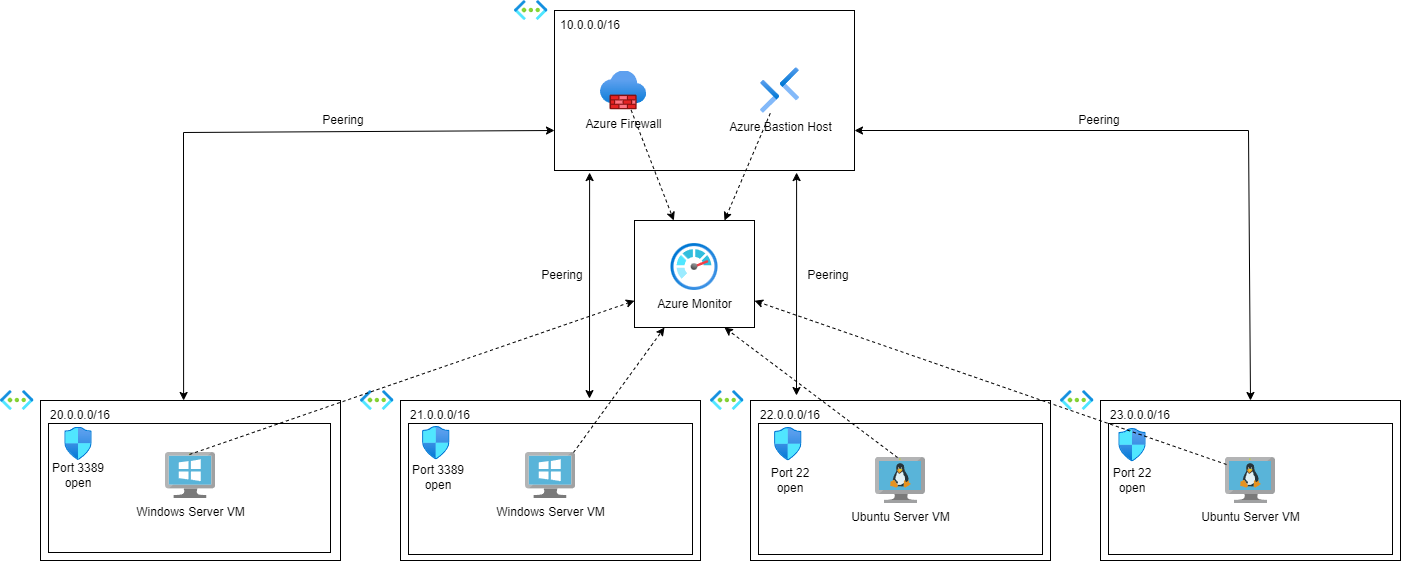 10.0.0.0/16
Azure Firewall
Azure Bastion Host
Peering
Peering
Peering
Peering
Azure Monitor
20.0.0.0/16
Port 3389
open
Windows Server VM
21.0.0.0/16
Port 3389
open
Windows Server VM
22.0.0.0/16
Port 22
open
Ubuntu Server VM
23.0.0.0/16
Port 22
open
Ubuntu Server VM